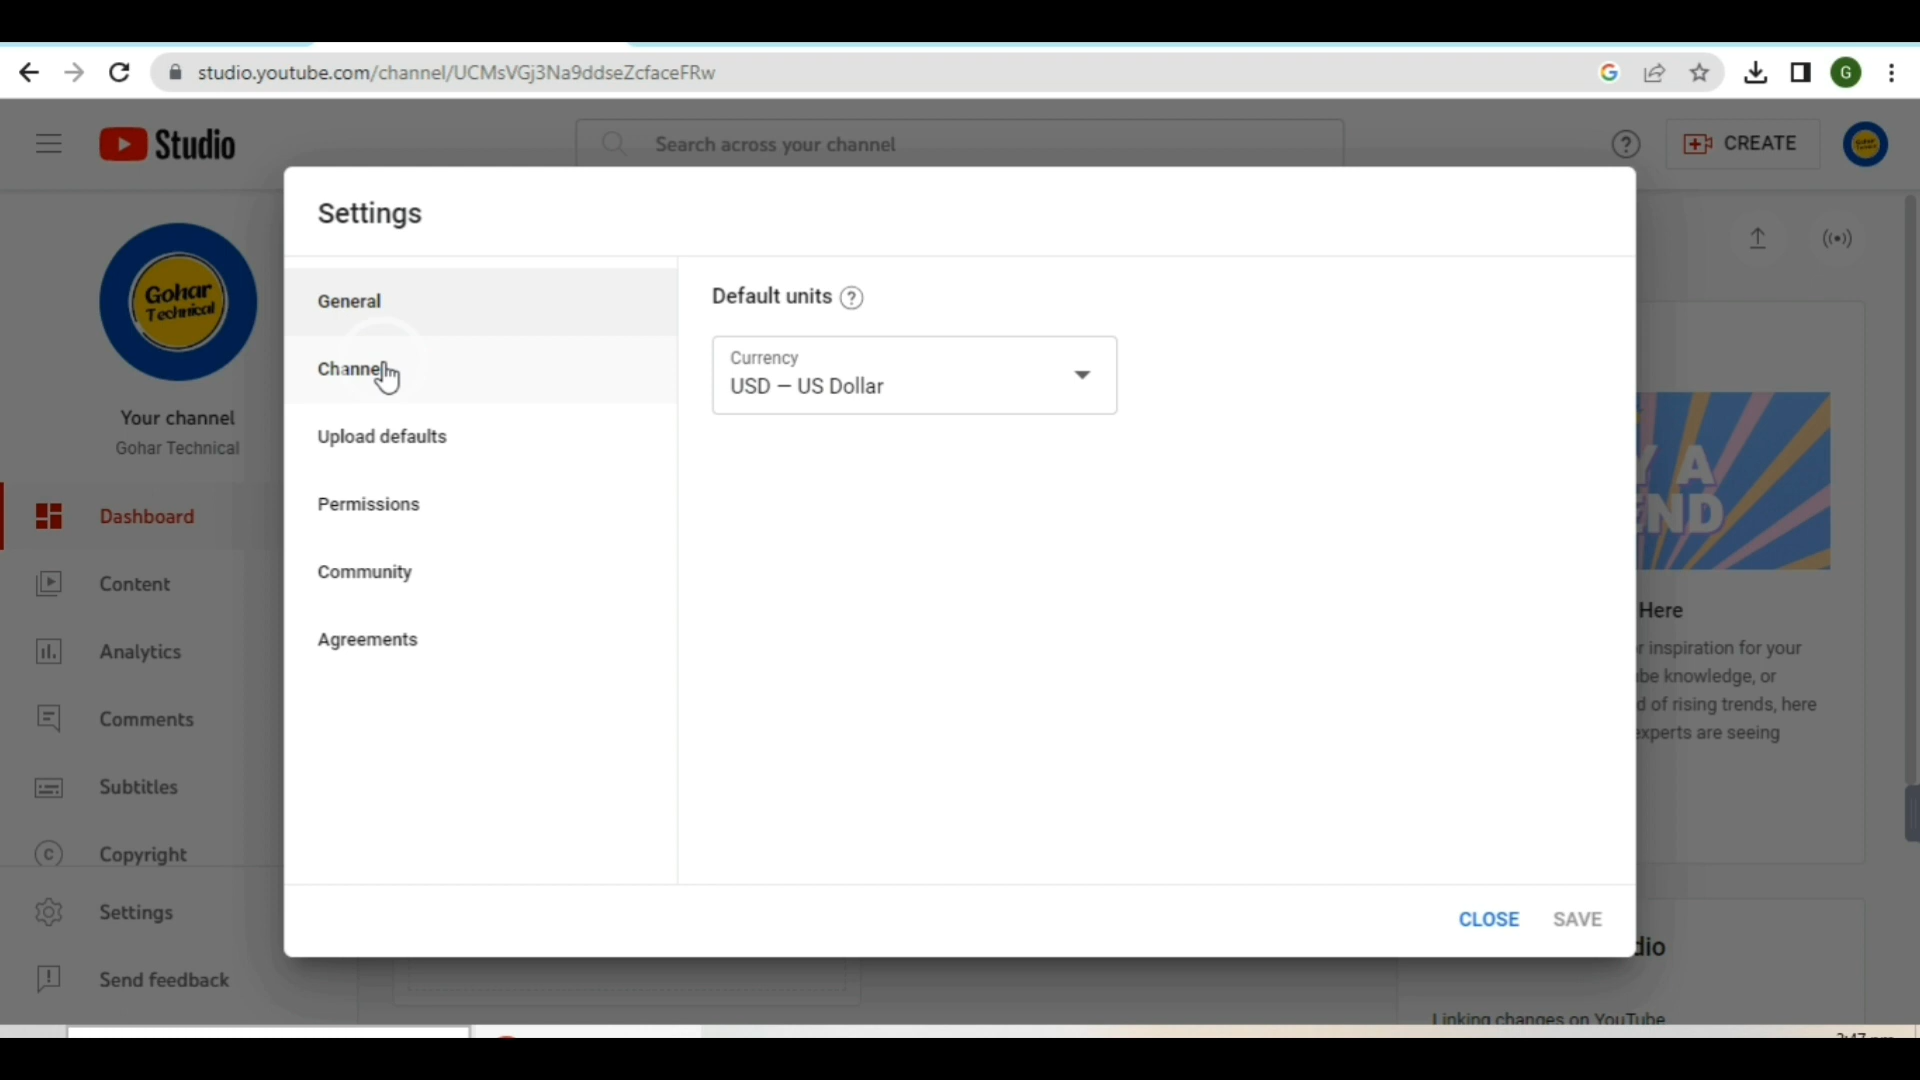 studio.youtube.com/channel/UCMsVGj3Na9ddseZcfaceFRw
G
Studio
Search across your channel
CREATE
Gohar
Technical
Your channel
Gohar Technical
Dashboard
Content
Analytics
Comments
Subtitles
Copyright
Settings
Send feedback
Settings
General
Channel
Upload defaults
Permissions
Community
Agreements
Default units
Currency
USD – US Dollar
CLOSE SAVE
Y A
END
Here
inspiration for your
knowledge, or
of rising trends, here
experts are seeing
dio
Linking changes on YouTube